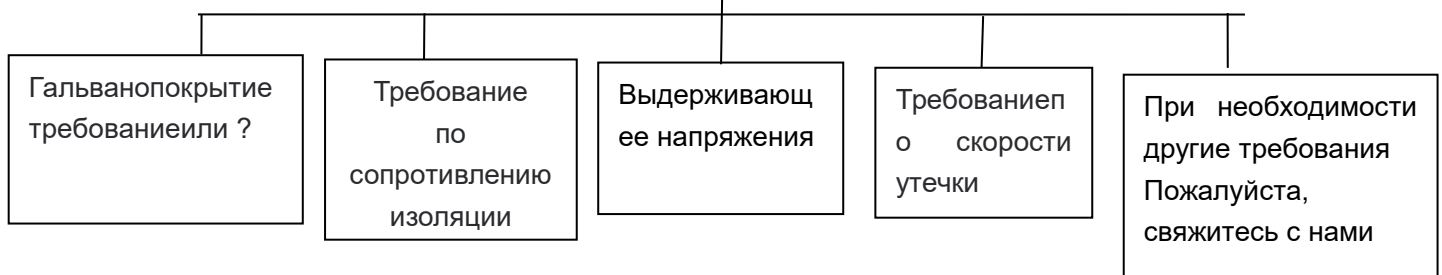 Гальванопокрытие
требованиеили ?
Требование
по
сопротивлению
изоляции
Выдерживающ
ее напряжения
Требованиеп
о скорости
утечки
При необходимости
другие требования
Пожалуйста,
свяжитесь с нами